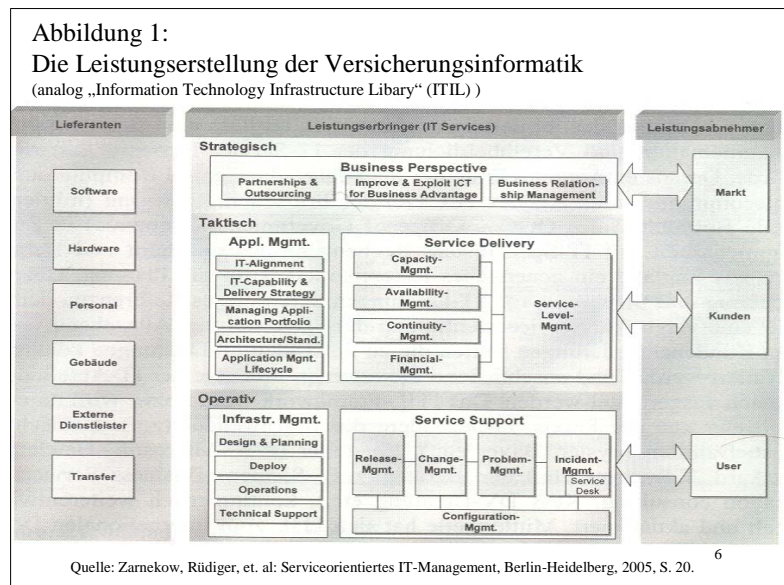 Abbildung 1:
Die Leistungserstellung der Versicherungsinformatik
(analog „Information Technology Infrastructure Libary“ (ITIL) )
Lieferanten
Software
Hardware
Personal
Gebäude
Externe
Dienstleister
Transfer
Leistungserbringer (IT Services)
Strategisch
Business Perspective
Partnerships &
Outsourcing
Improve & Exploit ICT
for Business Advantage
Business Relation-
ship Management
Taktisch
Appl. Mgmt.
IT-Alignment
IT-Capability &
Delivery Strategy
Managing Appli-
cation Portfolio
Architecture/Stand.
Application Mgnt.
Lifecycle
Service Delivery
Capacity-
Mgmt.
Availability-
Mgmt.
Continuity-
Mgmt.
Financial-
Mgmt.
Service-
Level-
Mgmt.
Operativ
Infrastr. Mgmt.
Design & Planning
Deploy
Operations
Technical Support
Service Support
Release-
Mgmt.
Change-
Mgmt.
Problem-
Mgmt.
Incident-
Mgmt.
Service
Desk
Configuration-
Mgmt.
Leistungsabnehmer
Markt
Kunden
User
6
Quelle: Zarnekow, Rüdiger, et. al: Serviceorientiertes IT-Management, Berlin-Heidelberg, 2005, S. 20.